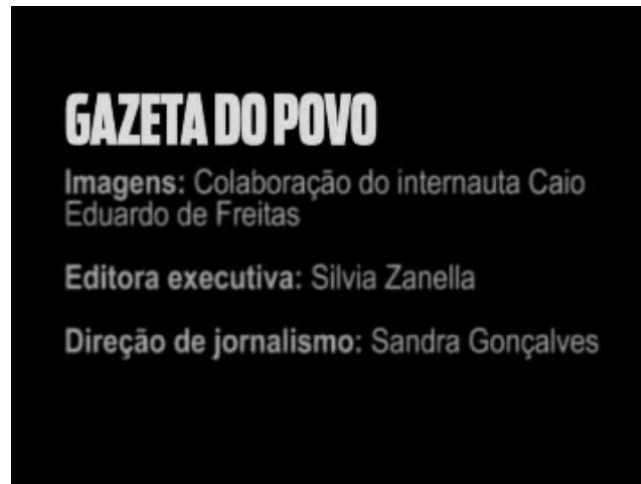 GAZETA DO POVO
Imagens: Colaboração do internauta Caio
Eduardo de Freitas
Editora executiva: Silvia Zanella
Direção de jornalismo: Sandra Gonçalves